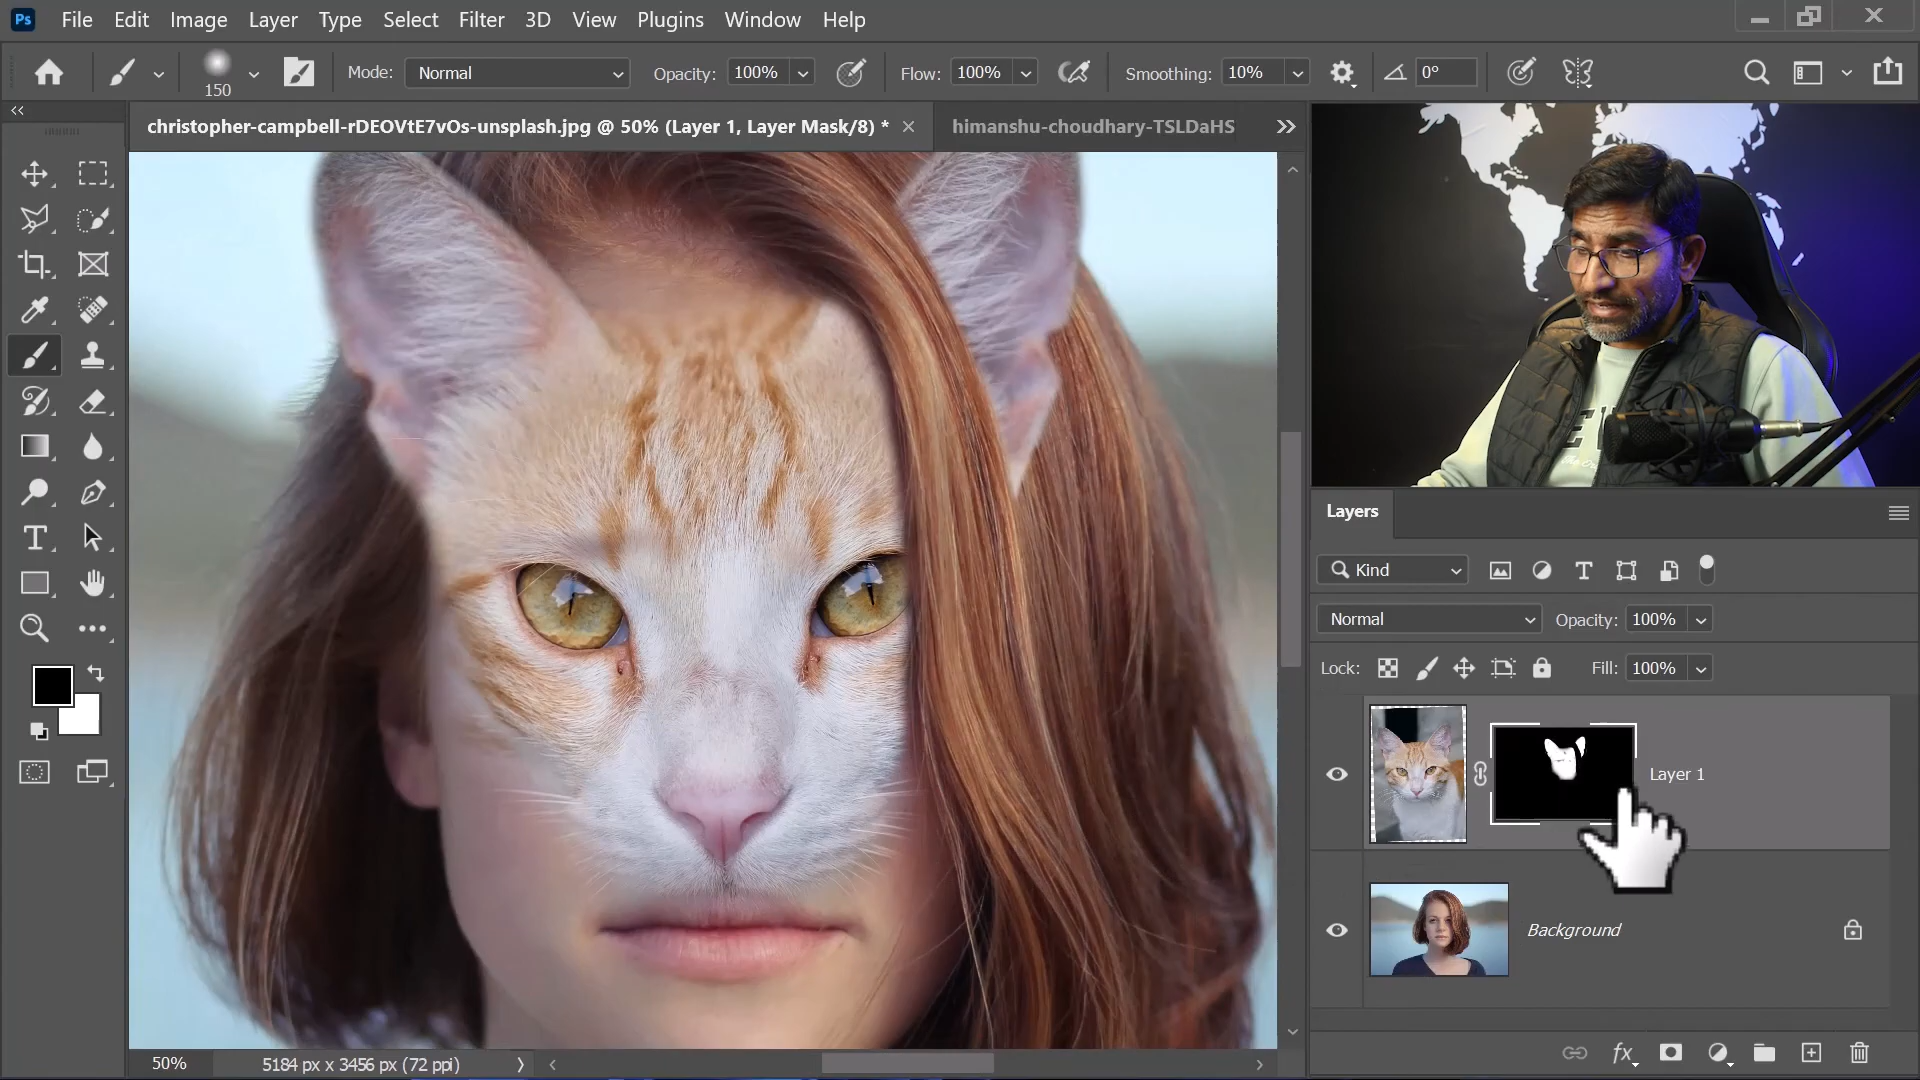 Ps File Edit Image Layer Type Select Filter 3D View Plugins Window Help
150 Mode: Normal Opacity: 100% Flow: 100% Smoothing: 10% 0°
christopher-campbell-rDEOVtE7vOs-unsplash.jpg @ 50% (Layer 1, Layer Mask/8) * × himanshu-choudhary-TSLDaHS
Layers
Kind
Normal Opacity: 100%
Lock: Fill: 100%
Layer 1
Background
50% 5184 px x 3456 px (72 ppi)
fx